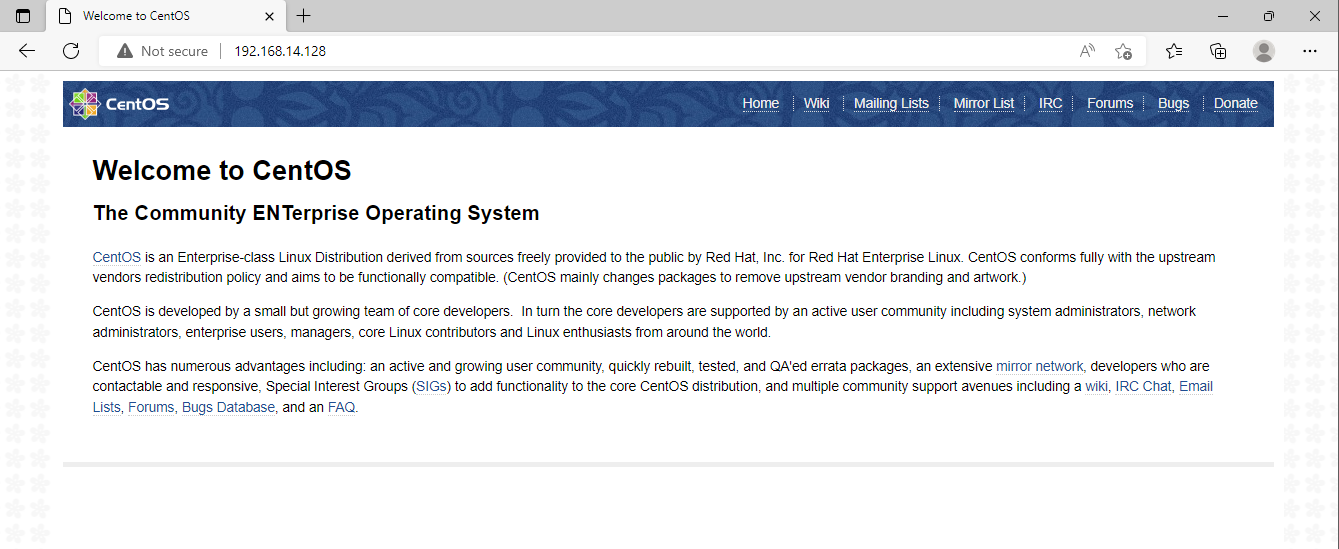 Welcome to CentOS
Not secure 192.168.14.128
CentOS Home Wiki Mailing Lists Mirror List IRC Forums Bugs Donate
Welcome to CentOS
The Community ENTerprise Operating System
CentOS is an Enterprise-class Linux Distribution derived from sources freely provided to the public by Red Hat, Inc. for Red Hat Enterprise Linux. CentOS conforms fully with the upstream
vendors redistribution policy and aims to be functionally compatible. (CentOS mainly changes packages to remove upstream vendor branding and artwork.)
CentOS is developed by a small but growing team of core developers.  In turn the core developers are supported by an active user community including system administrators, network
administrators, enterprise users, managers, core Linux contributors and Linux enthusiasts from around the world.
CentOS has numerous advantages including: an active and growing user community, quickly rebuilt, tested, and QA'ed errata packages, an extensive mirror network, developers who are
contactable and responsive, Special Interest Groups (SIGs) to add functionality to the core CentOS distribution, and multiple community support avenues including a wiki, IRC Chat, Email
Lists, Forums, Bugs Database, and an FAQ.